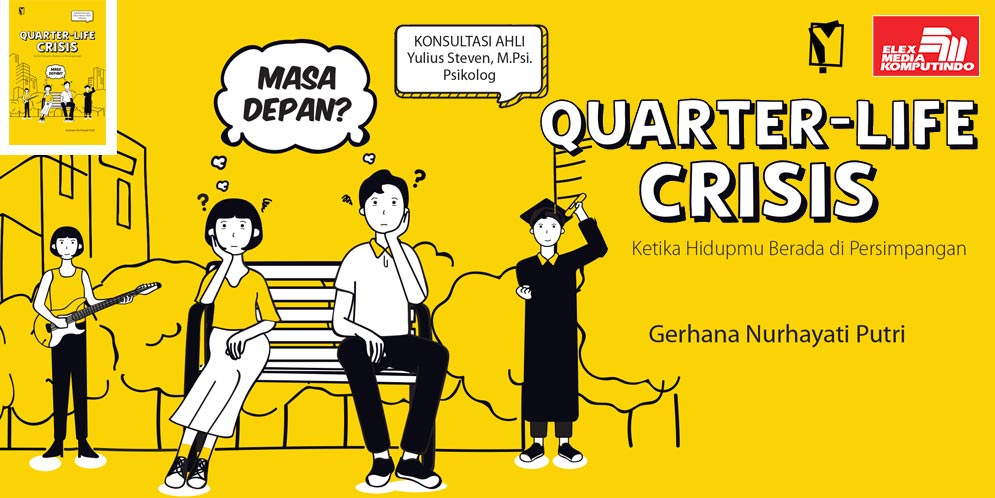 QUARTER-LIFE
CRISIS
MASA
DEPAN?
Gerhana Nurhayati Putri
MASA
DEPAN?
KONSULTASI AHLI
Yulius Steven, M.Psi.
Psikolog
ELEX
MEDIA
KOMPUTINDO
QUARTER-LIFE
CRISIS
Ketika Hidupmu Berada di Persimpangan
Gerhana Nurhayati Putri